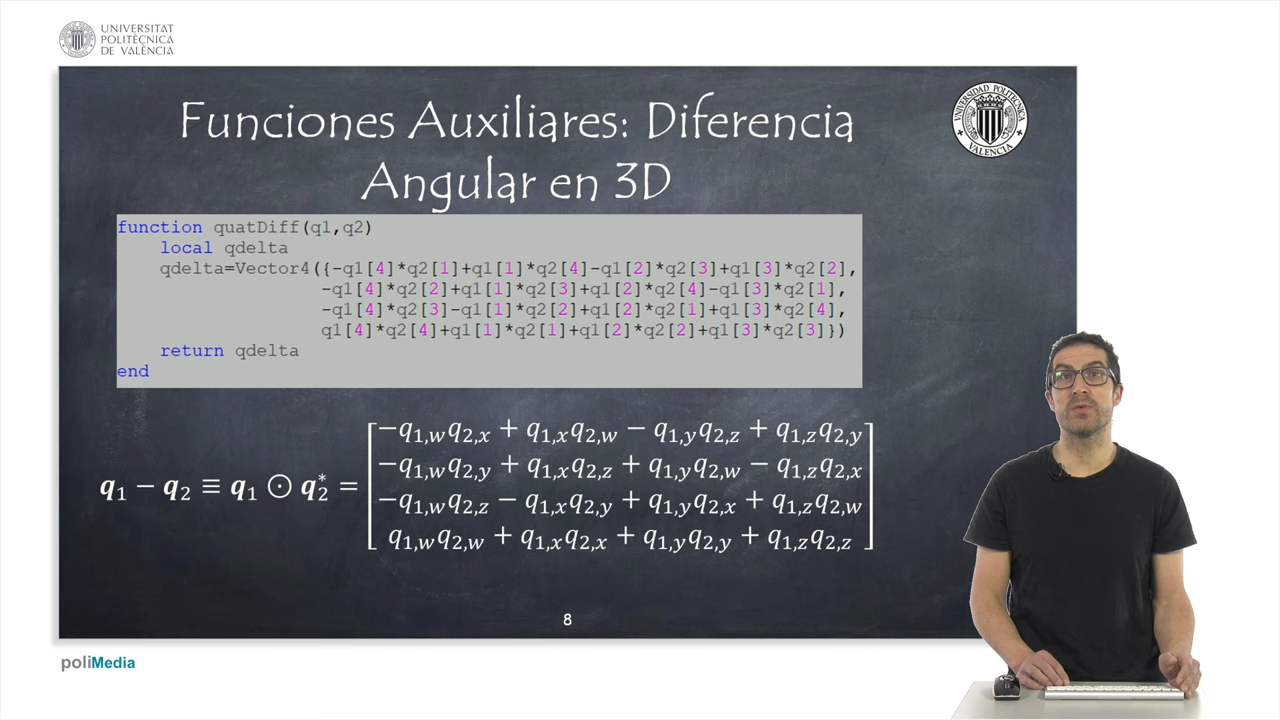 UNIVERSITAT
POLITÈCNICA
DE VALÈNCIA
Funciones Auxiliares: Diferencia
Angular en 3D
UNIVERSIDAD POLITECNICA
VALENCIA
function quatDiff(q1,q2)
local qdelta
qdelta=Vector4({-q1[4]*q2[1]+q1[1]*q2[4]-q1[2]*q2[3]+q1[3]*q2[2],
-q1[4]*q2[2]+q1[1]*q2[3]+q1[2]*q2[4]-q1[3]*q2[1],
-q1[4]*q2[3]-q1[1]*q2[2]+q1[2]*q2[1]+q1[3]*q2[4],
q1[4]*q2[4]+q1[1]*q2[1]+q1[2]*q2[2]+q1[3]*q2[3]})
return qdelta
end
−q1,wq2,x + q1,xq2,w − q1,yq2,z + q1,zq2,y
−q1,wq2,y + q1,xq2,z + q1,yq2,w − q1,zq2,x
q1 − q2 ≡ q1 ⊙ q2* =
−q1,wq2,z − q1,xq2,y + q1,yq2,x + q1,zq2,w
q1,wq2,w + q1,xq2,x + q1,yq2,y + q1,zq2,z
8
poliMedia